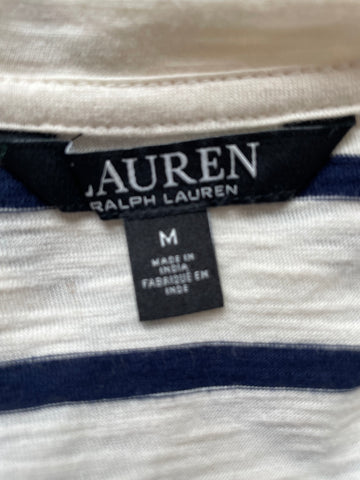 LAUREN
RALPH LAUREN
M
MADE IN
INDIA
FABRIQUÉ EN
INDE